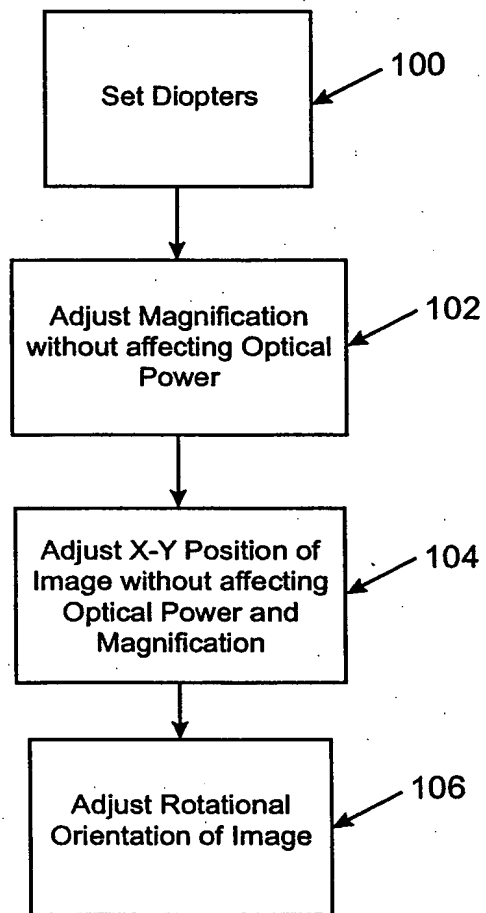 Set Diopters
100
Adjust Magnification
without affecting Optical
Power
102
Adjust X-Y Position of
Image without affecting
Optical Power and
Magnification
104
Adjust Rotational
Orientation of Image
106